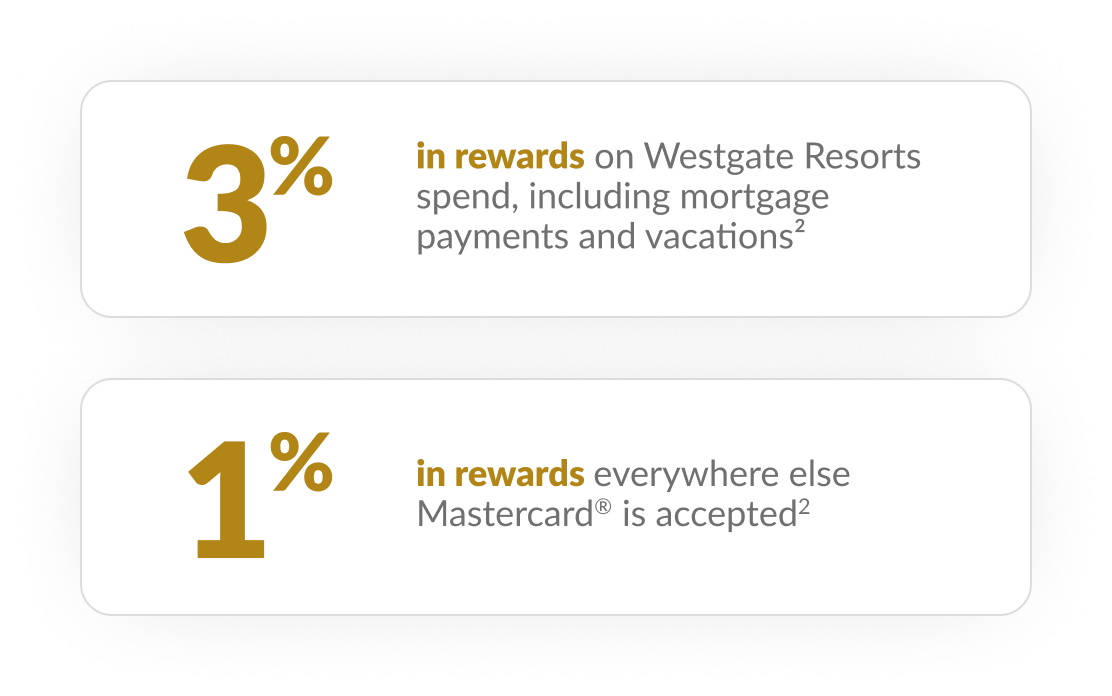 3%
in rewards on Westgate Resorts
spend, including mortgage
payments and vacations²
1%
in rewards everywhere else
Mastercard® is accepted²